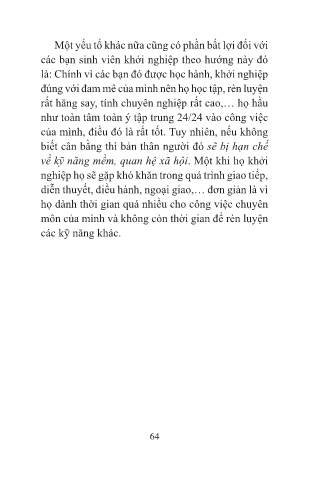 Một yếu tố khác nữa cũng có phần bất lợi đối với
các bạn sinh viên khởi nghiệp theo hướng này đó
là: Chính vì các bạn đó được học hành, khởi nghiệp
đúng với đam mê của mình nên họ học tập, rèn luyện
rất hăng say, tính chuyên nghiệp rất cao,… họ hầu
như toàn tâm toàn ý tập trung 24/24 vào công việc
của mình, điều đó là rất tốt. Tuy nhiên, nếu không
biết cân bằng thì bản thân người đó sẽ bị hạn chế
về kỹ năng mềm, quan hệ xã hội. Một khi họ khởi
nghiệp họ sẽ gặp khó khăn trong quá trình giao tiếp,
diễn thuyết, điều hành, ngoại giao,… đơn giản là vì
họ dành thời gian quá nhiều cho công việc chuyên
môn của mình và không còn thời gian để rèn luyện
các kỹ năng khác.
64